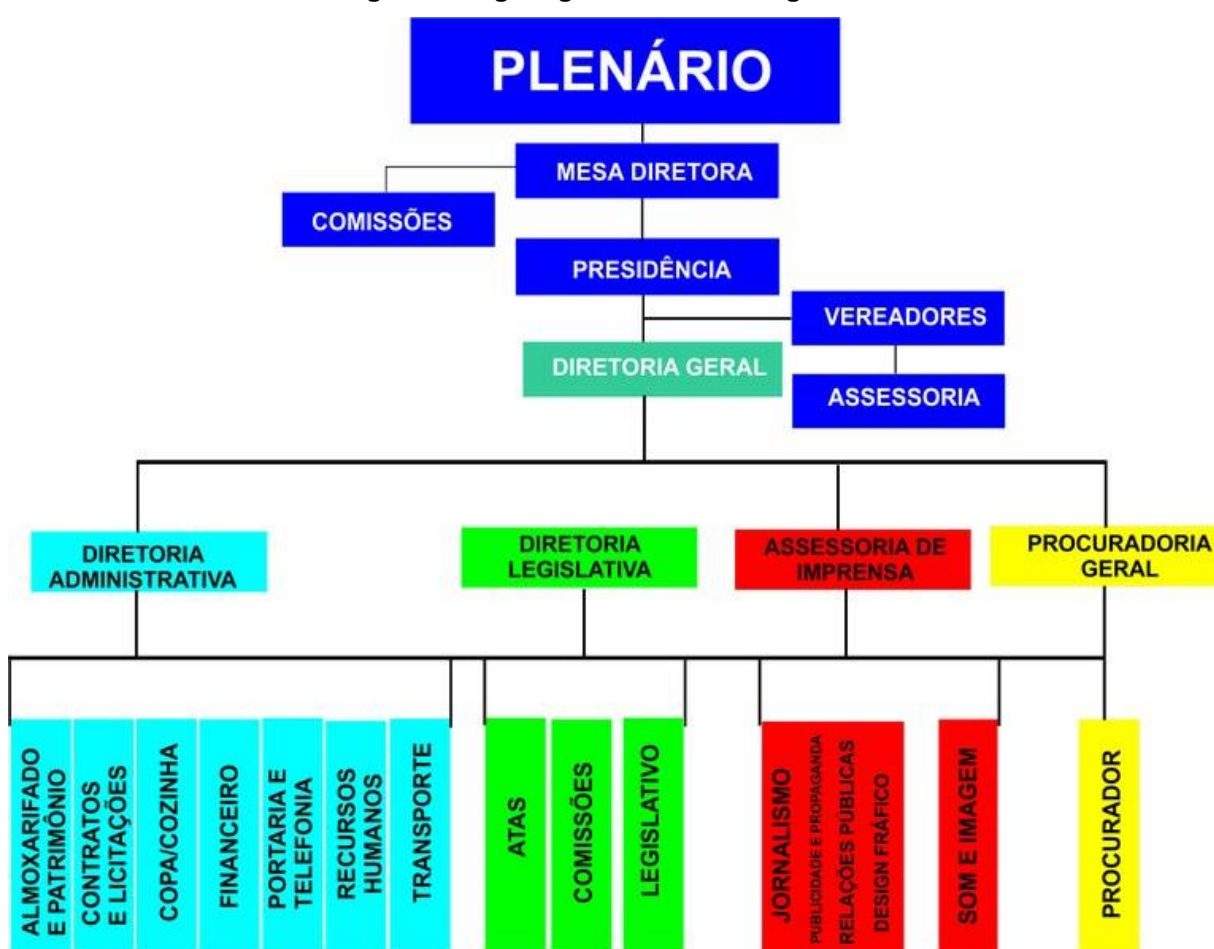 PLENÁRIO
MESA DIRETORA
COMISSÕES
PRESIDÊNCIA
VEREADORES
DIRETORIA GERAL
ASSESSORIA
DIRETORIA
ADMINISTRATIVA
DIRETORIA
LEGISLATIVA
ASSESSORIA DE
IMPRENSA
PROCURADORIA
GERAL
ALMOXARIFADO
E PATRIMÔNIO
CONTRATOS
E LICITAÇÕES
COPA/COZINHA
FINANCEIRO
PORTARIA E
TELEFONIA
RECURSOS
HUMANOS
TRANSPORTE
ATAS
COMISSÕES
LEGISLATIVO
JORNALISMO
PUBLICIDADE E PROPAGANDA
RELAÇÕES PÚBLICAS
DESIGN FRÁFICO
SOM E IMAGEM
PROCURADOR